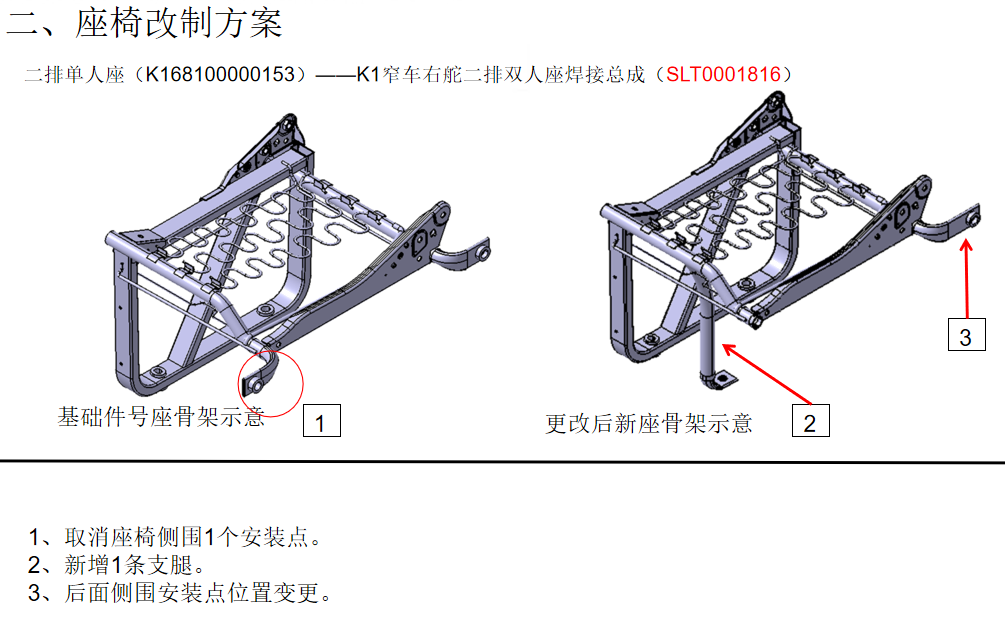 二、座椅改制方案
二排单人座（K168100000153）——K1窄车右舵二排双人座焊接总成（SLT0001816）
3
基础件号座骨架示意
1
更改后新座骨架示意
2
1、取消座椅侧围1个安装点。
2、新增1条支腿。
3、后面侧围安装点位置变更。